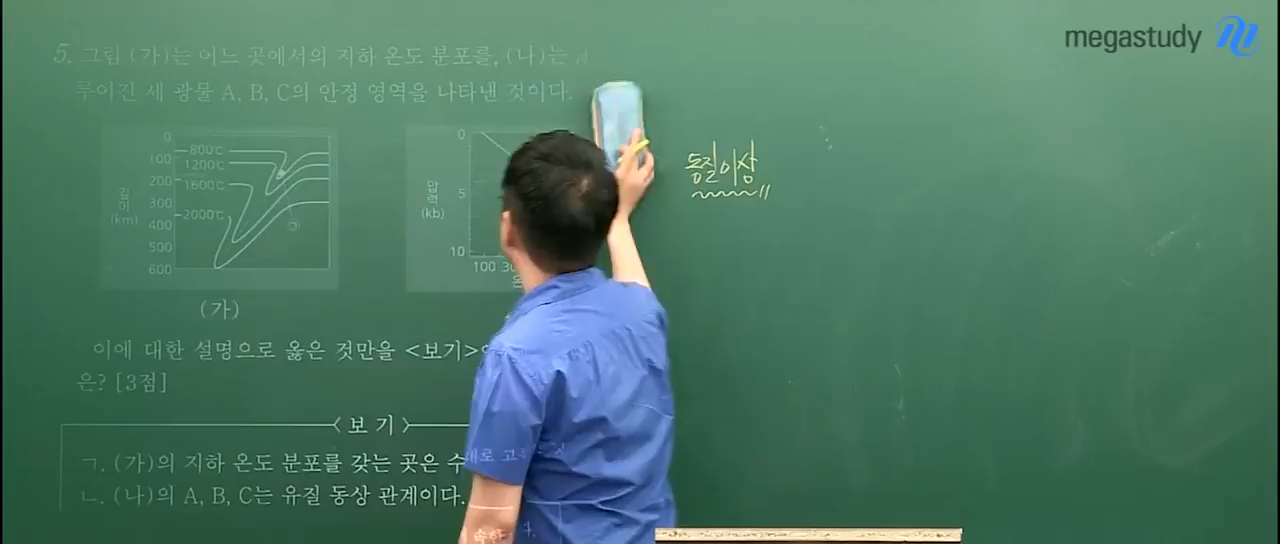 megastudy
5. 그림 (가)는 어느 곳에서의 지하 온도 분포를, (나)는
루이진 세 광물 A, B, C의 안정 영역을 나타낸 것이다.
깊이 (km)
0
100
200
300
400
500
600
800℃
1200℃
1600℃
2000℃
㉠
(가)
압력 (kb)
0
5
10
100
동질이상
이에 대한 설명으로 옳은 것만을 <보기>
은? [3점]
<보 기>
ㄱ. (가)의 지하 온도 분포를 갖는 곳은 수
ㄴ. (나)의 A, B, C는 유질 동상 관계이다.